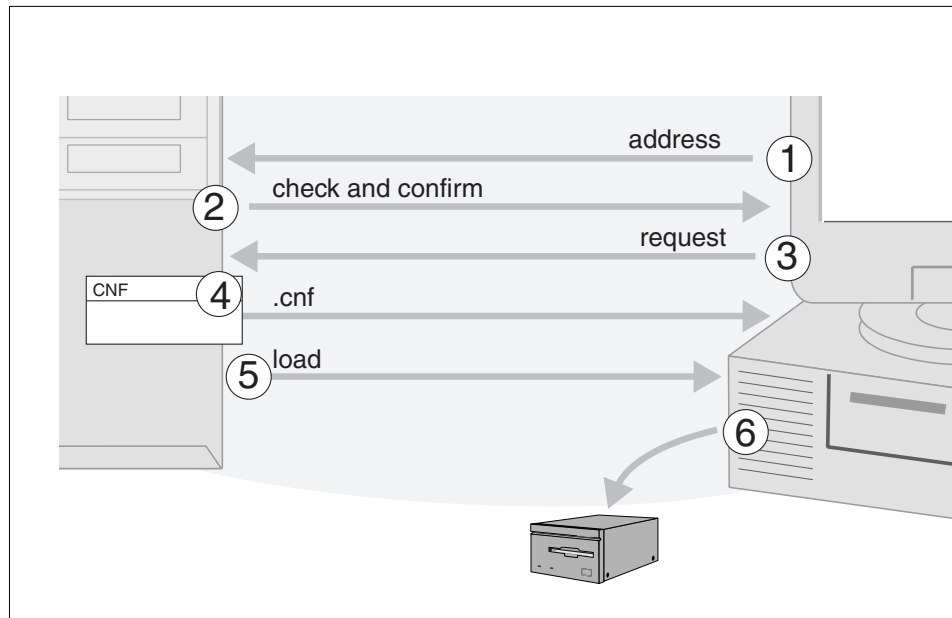 address
1
2
check and confirm
request
3
CNF
4
.cnf
5
load
6